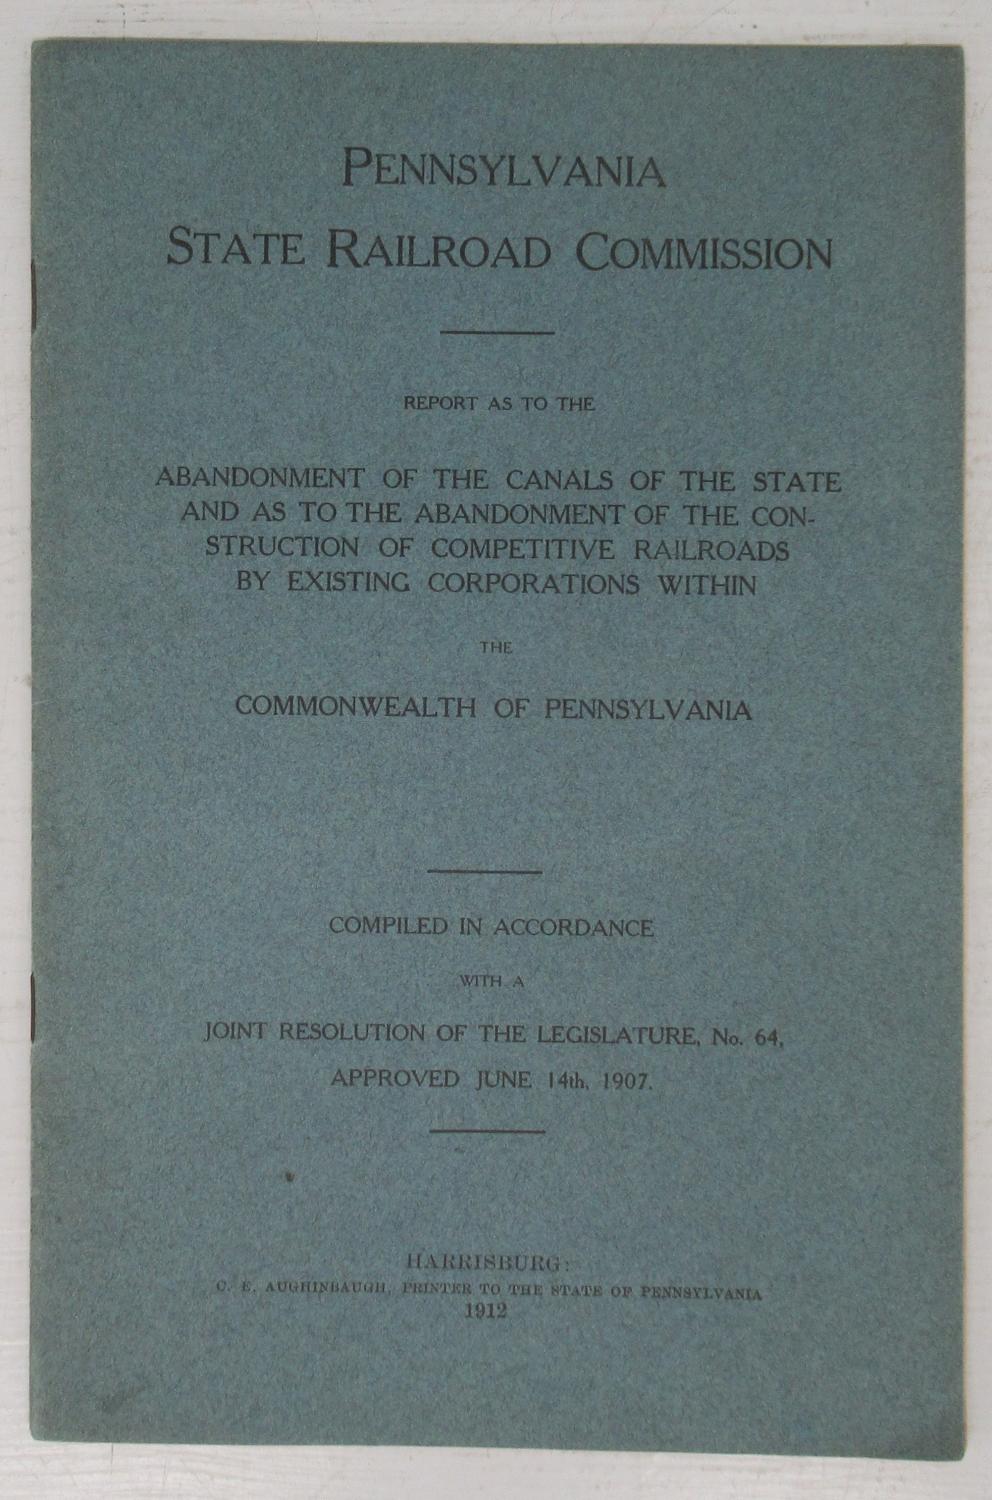 PENNSYLVANIA
STATE RAILROAD COMMISSION
REPORT AS TO THE
ABANDONMENT OF THE CANALS OF THE STATE
AND AS TO THE ABANDONMENT OF THE CON-
STRUCTION OF COMPETITIVE RAILROADS
BY EXISTING CORPORATIONS WITHIN
THE
COMMONWEALTH OF PENNSYLVANIA
COMPILED IN ACCORDANCE
WITH A
JOINT RESOLUTION OF THE LEGISLATURE, No. 64,
APPROVED JUNE 14th, 1907.
HARRISBURG:
C. E. AUGHINBAUGH, PRINTER TO THE STATE OF PENNSYLVANIA
1912